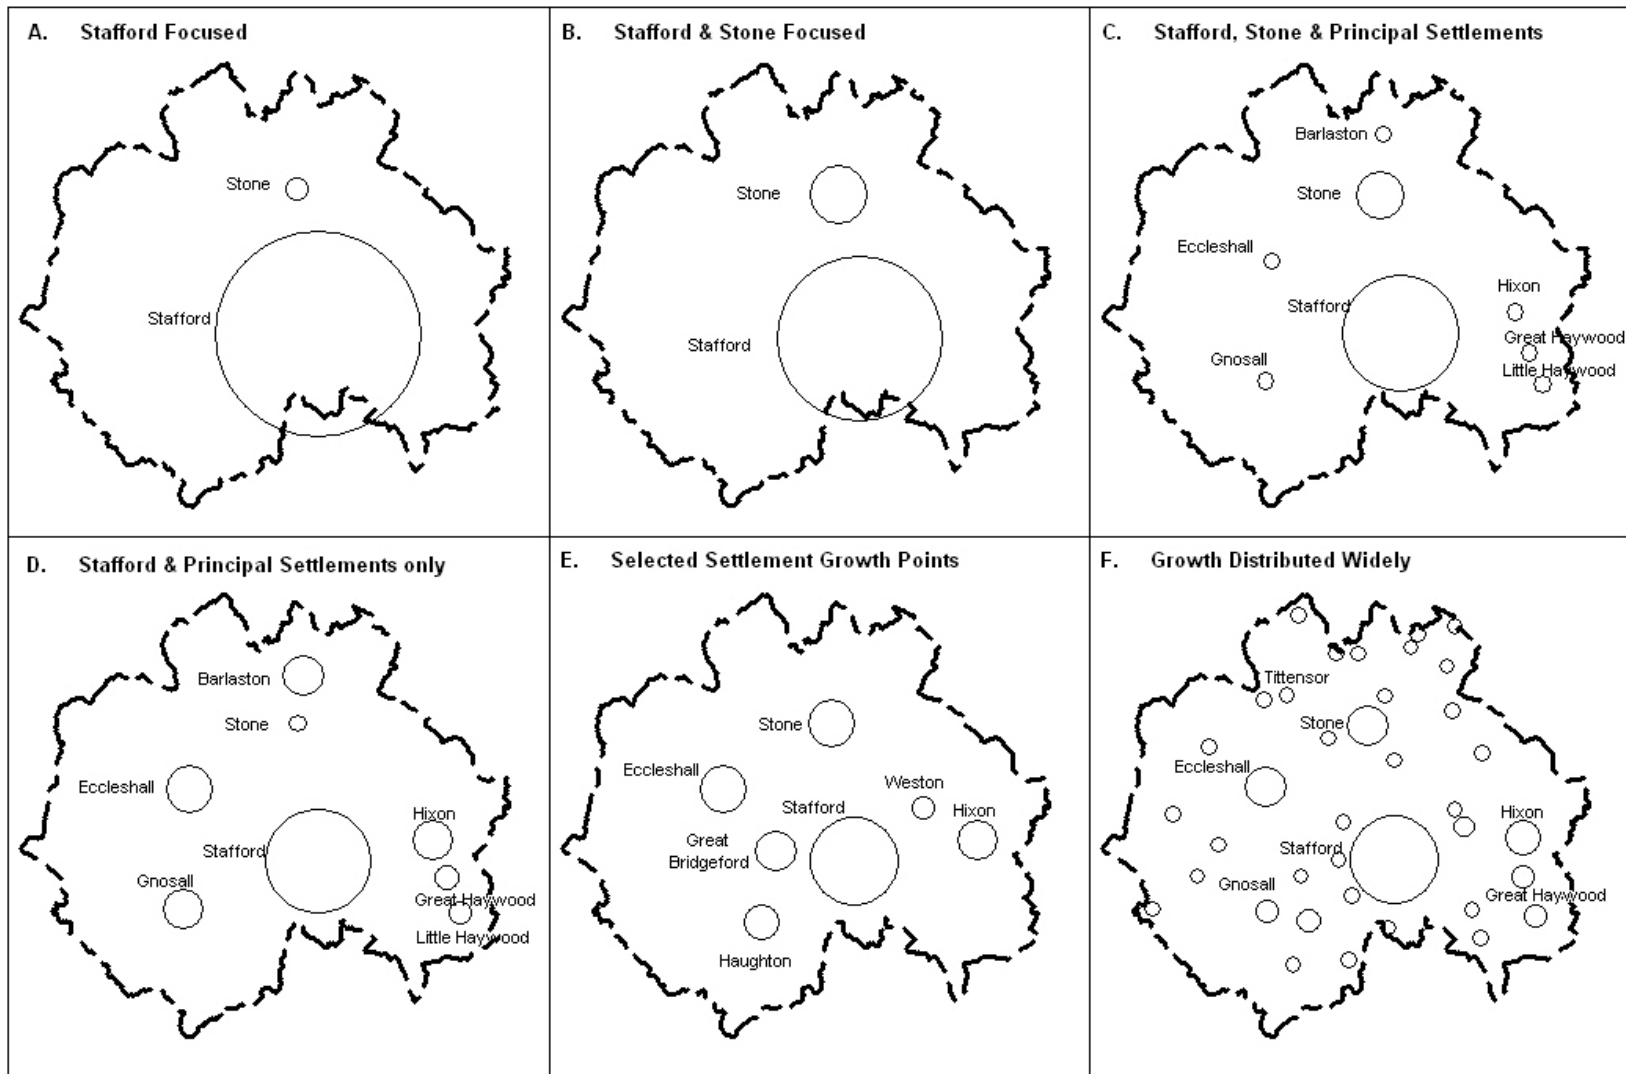 A. Stafford Focused
Stone
Stafford
B. Stafford & Stone Focused
Stone
Stafford
C. Stafford, Stone & Principal Settlements
Barlaston
Stone
Eccleshall
Hixon
Stafford
Great Haywood
Gnosall
Little Haywood
D. Stafford & Principal Settlements only
Barlaston
Stone
Eccleshall
Hixon
Stafford
Gnosall
Great Haywood
Little Haywood
E. Selected Settlement Growth Points
Stone
Eccleshall
Weston
Stafford
Hixon
Great
Bridgeford
Haughton
F. Growth Distributed Widely
Tittensor
Stone
Eccleshall
Hixon
Stafford
Gnosall
Great Haywood